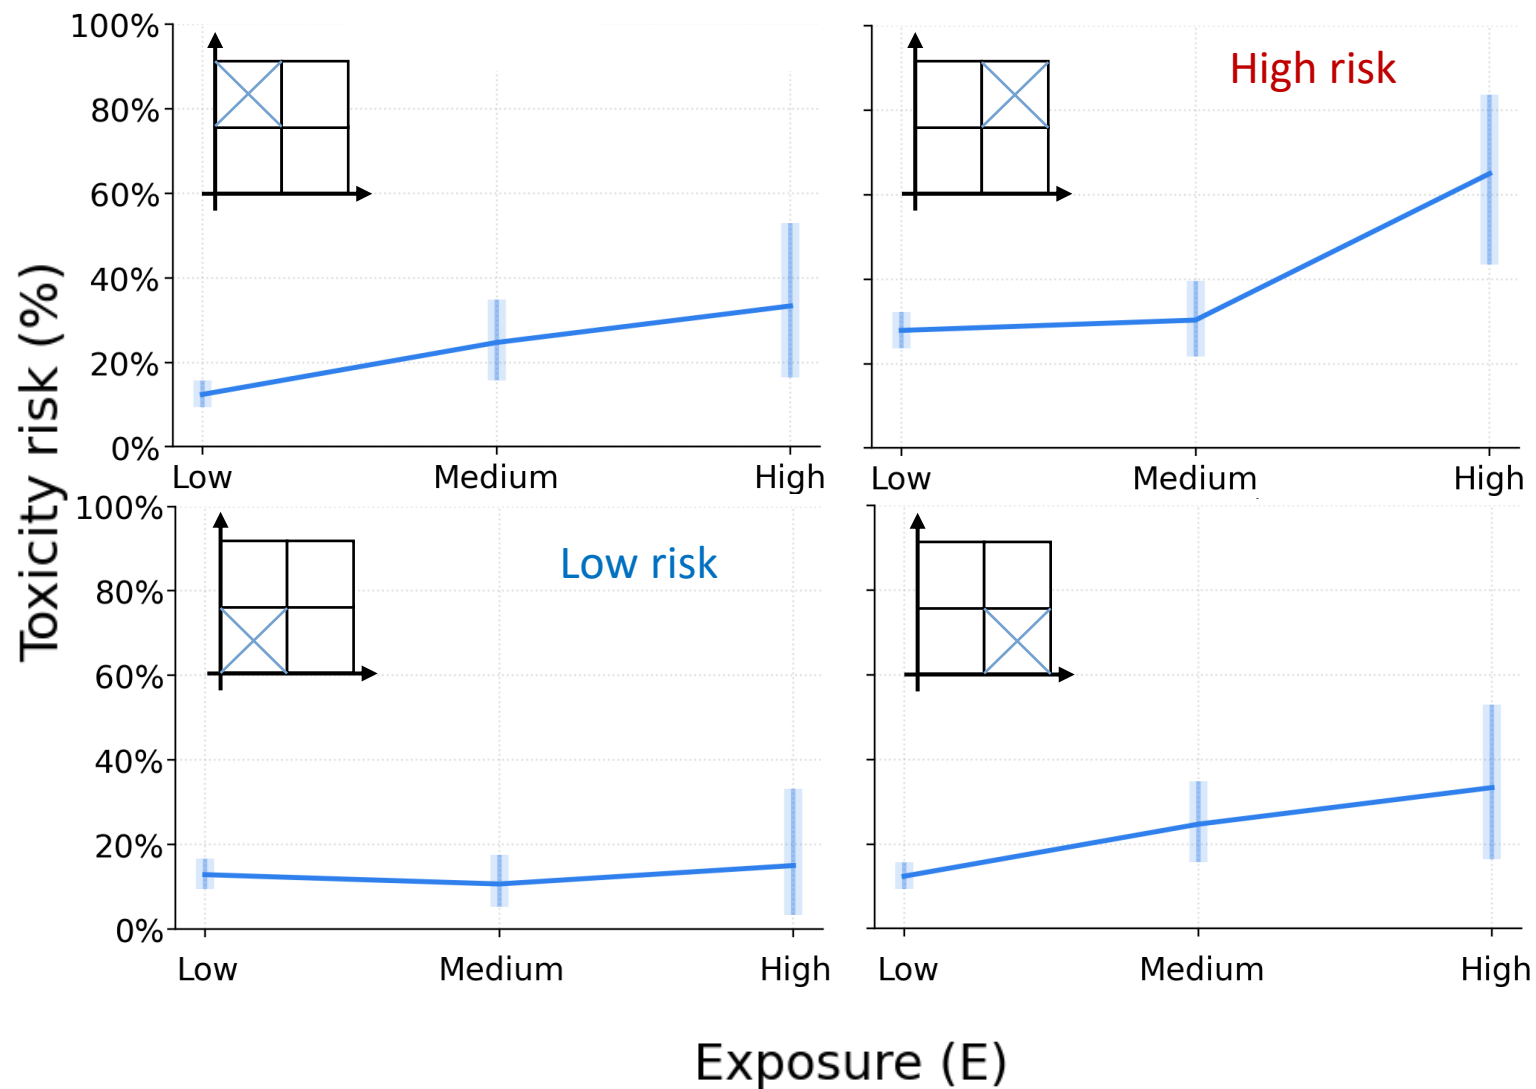 100%
80%
60%
40%
20%
0%
Low Medium High
High risk
Low Medium High
Toxicity risk (%)
100%
80%
60%
40%
20%
0%
Low risk
Low Medium High
Low Medium High
Exposure (E)